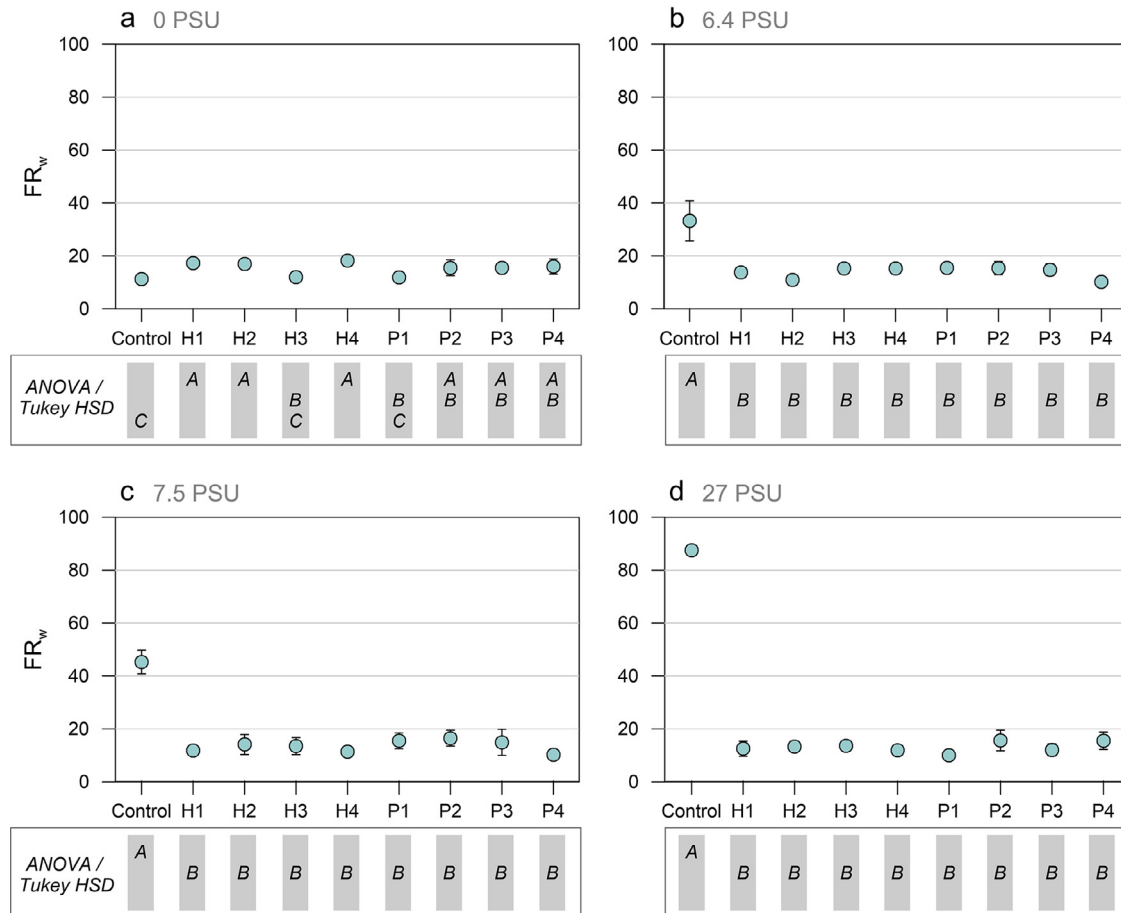 a 0 PSU
100
80
60
40
20
0
FRw
Control H1 H2 H3 H4 P1 P2 P3 P4
ANOVA /
Tukey HSD
A A A A A A
B B B B B
C C C
b 6.4 PSU
100
80
60
40
20
0
Control H1 H2 H3 H4 P1 P2 P3 P4
A
B B B B B B B B
c 7.5 PSU
100
80
60
40
20
0
FRw
Control H1 H2 H3 H4 P1 P2 P3 P4
ANOVA /
Tukey HSD
A
B B B B B B B B
d 27 PSU
100
80
60
40
20
0
Control H1 H2 H3 H4 P1 P2 P3 P4
A
B B B B B B B B